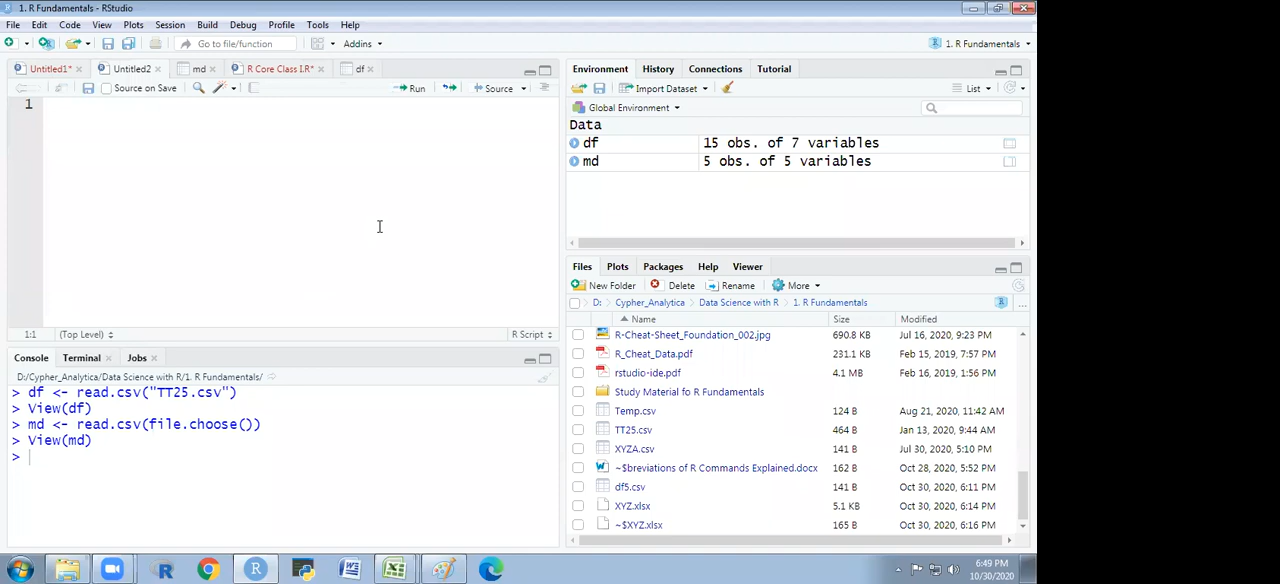 1. R Fundamentals - RStudio
File Edit Code View Plots Session Build Debug Profile Tools Help
Go to file/function Addins 1. R Fundamentals
Untitled1* Untitled2 md R Core Class I.R* df
Source on Save Run Source
1
1:1 (Top Level) R Script
Console Terminal Jobs
D:/Cypher_Analytica/Data Science with R/1. R Fundamentals/
> df <- read.csv("TT25.csv")
> View(df)
> md <- read.csv(file.choose())
> View(md)
>
Environment History Connections Tutorial
Import Dataset List
Global Environment
Data
df 15 obs. of 7 variables
md 5 obs. of 5 variables
Files Plots Packages Help Viewer
New Folder Delete Rename More
D: Cypher_Analytica Data Science with R 1. R Fundamentals
Name Size Modified
R-Cheat-Sheet_Foundation_002.jpg 690.8 KB Jul 16, 2020, 9:23 PM
R_Cheat_Data.pdf 231.1 KB Feb 15, 2019, 7:57 PM
rstudio-ide.pdf 4.1 MB Feb 16, 2019, 1:56 PM
Study Material fo R Fundamentals
Temp.csv 124 B Aug 21, 2020, 11:42 AM
TT25.csv 464 B Jan 13, 2020, 9:44 AM
XYZA.csv 141 B Jul 30, 2020, 5:10 PM
~$breviations of R Commands Explained.docx 162 B Oct 28, 2020, 5:52 PM
df5.csv 141 B Oct 30, 2020, 6:11 PM
XYZ.xlsx 5.1 KB Oct 30, 2020, 6:14 PM
~$XYZ.xlsx 165 B Oct 30, 2020, 6:16 PM
6:49 PM
10/30/2020